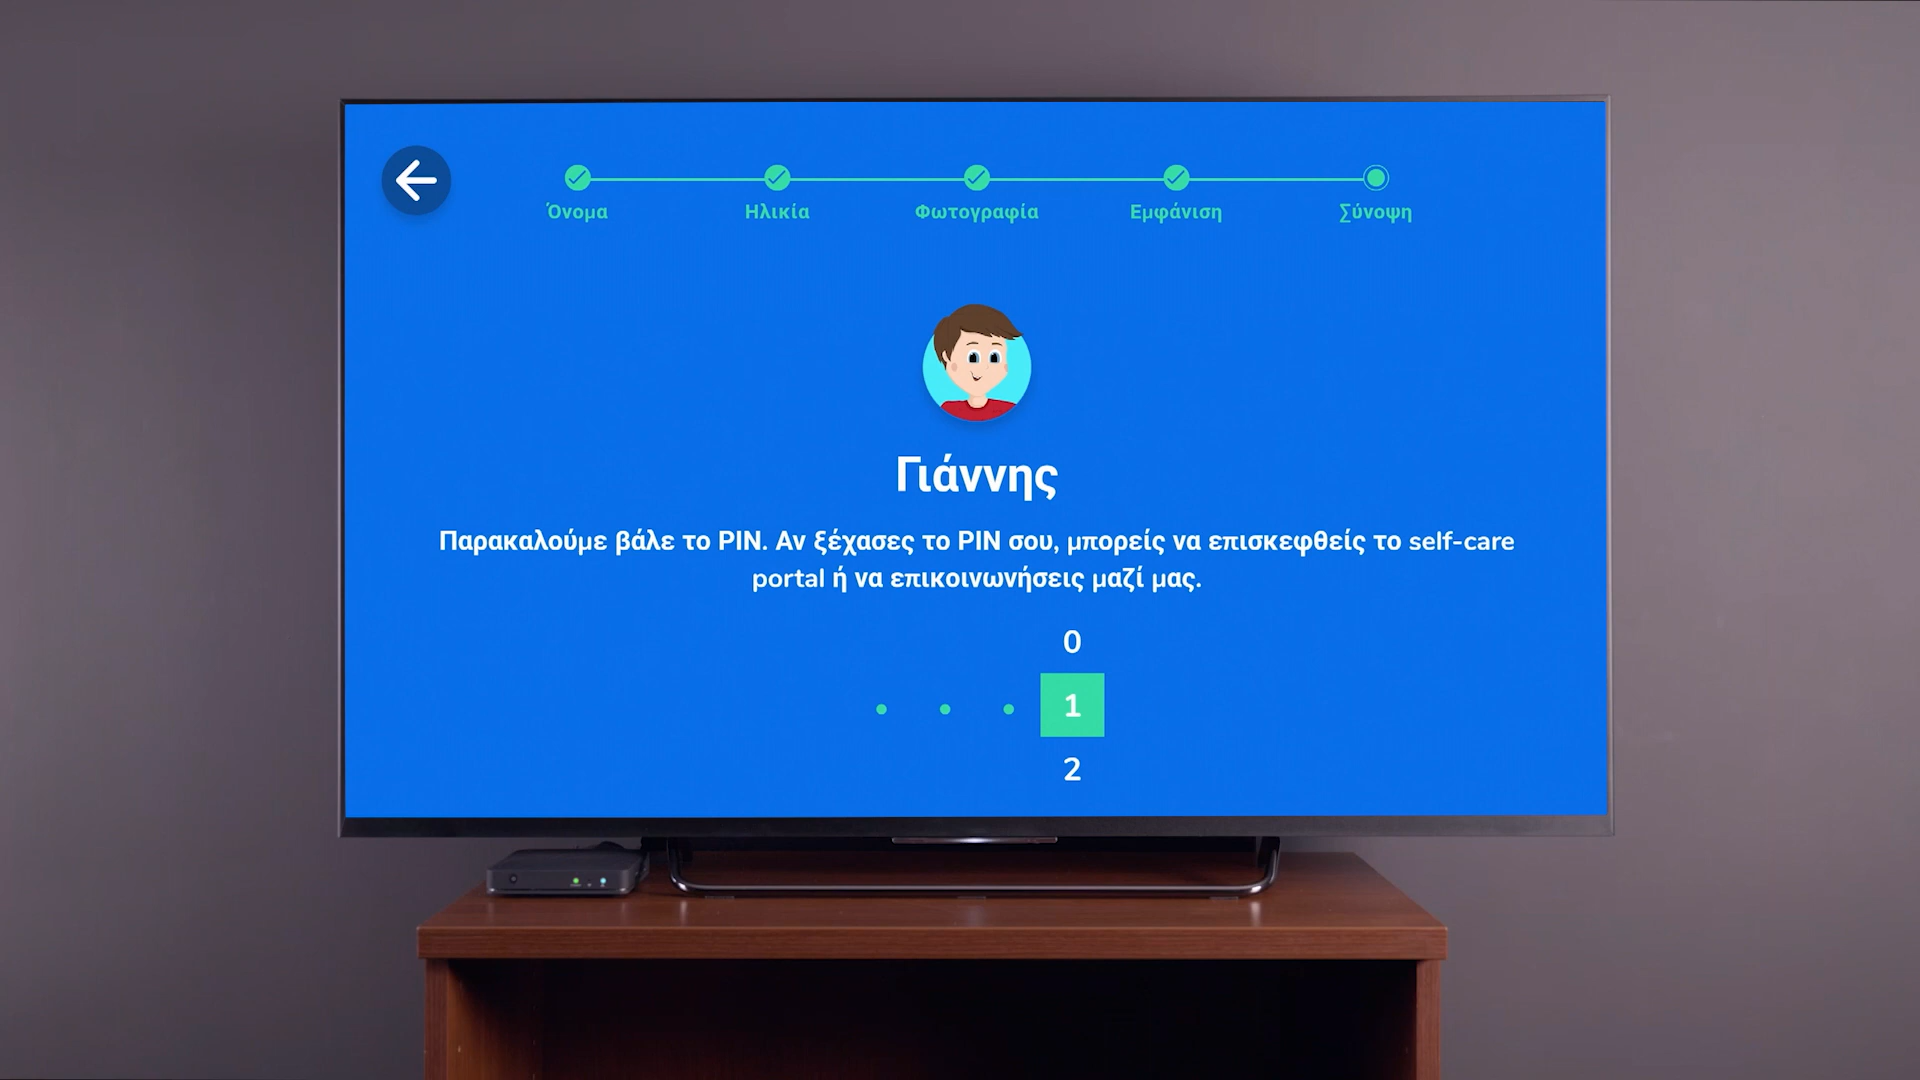 Όνομα
Ηλικία
Φωτογραφία
Εμφάνιση
Σύνοψη
Γιάννης
Παρακαλούμε βάλε το PIN. Αν ξέχασες το PIN σου, μπορείς να επισκεφθείς το self-care
portal ή να επικοινωνήσεις μαζί μας.
0
1
2